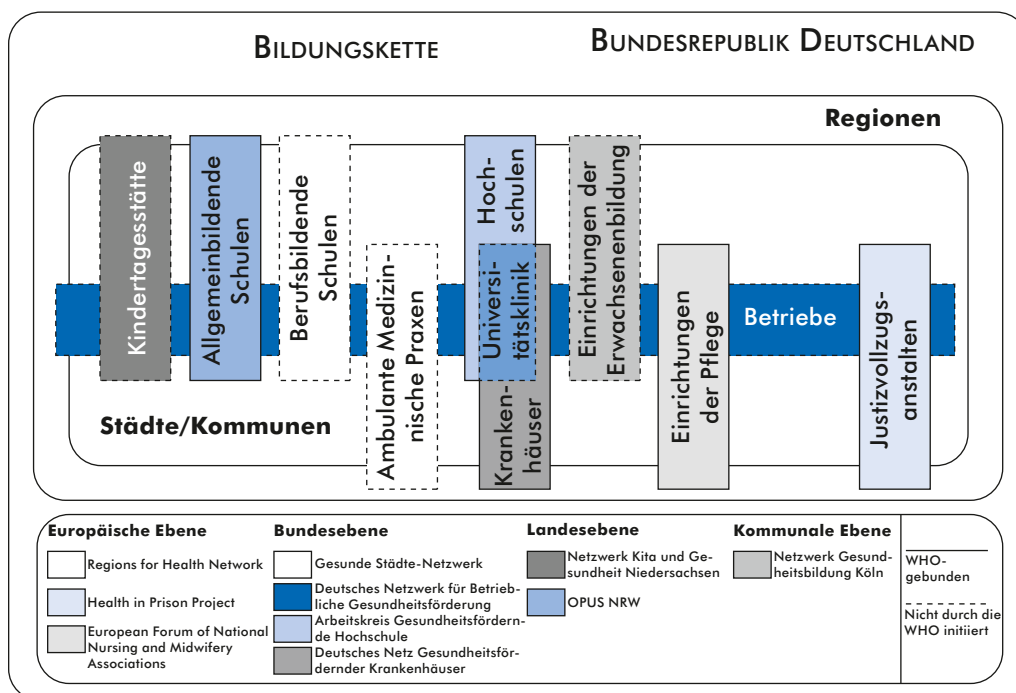 BILDUNGSKETTE
BUNDESREPUBLIK DEUTSCHLAND
Regionen
Kindertagesstätte
Allgemeinbildende
Schulen
Berufsbildende
Schulen
Ambulante Medizi-
nische Praxen
Hoch-
schulen
Universi-
tätsklinik
Kranken-
häuser
Einrichtungen der
Erwachsenenbildung
Einrichtungen
der Pflege
Betriebe
Justizvollzugs-
anstalten
Städte/Kommunen
Europäische Ebene
Regions for Health Network
Health in Prison Project
European Forum of National
Nursing and Midwifery
Associations
Bundesebene
Gesunde Städte-Netzwerk
Deutsches Netzwerk für Betrieb-
liche Gesundheitsförderung
Arbeitskreis Gesundheitsfördern-
de Hochschule
Deutsches Netz Gesundheitsför-
dernder Krankenhäuser
Landesebene
Netzwerk Kita und Ge-
sundheit Niedersachsen
OPUS NRW
Kommunale Ebene
Netzwerk Gesund-
heitsbildung Köln
WHO-
gebunden
Nicht durch die
WHO initiiert